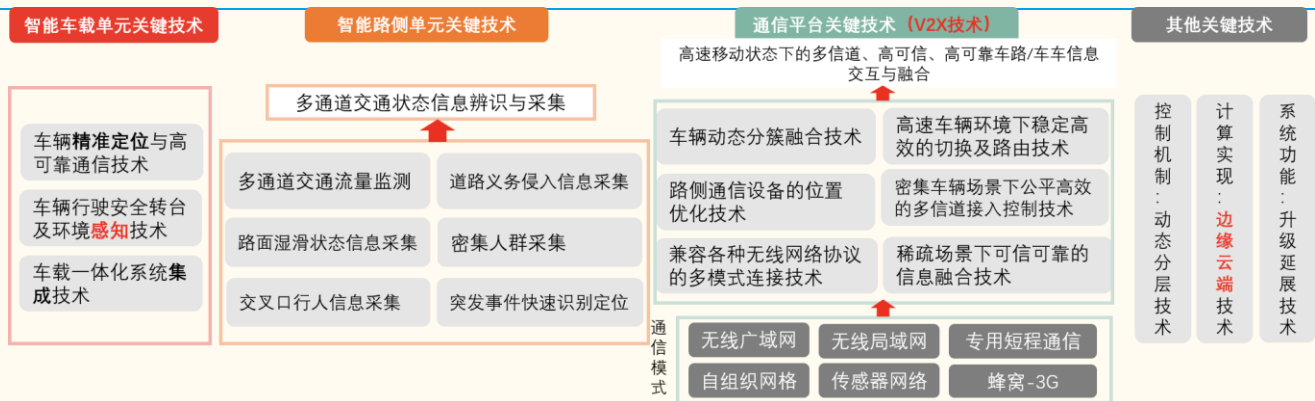 智能车载单元关键技术
车辆精准定位与高
可靠通信技术
车辆行驶安全转台
及环境感知技术
车载一体化系统集
成技术
智能路侧单元关键技术
多通道交通状态信息辨识与采集
多通道交通流量监测
道路义务侵入信息采集
路面湿滑状态信息采集
密集人群采集
交叉口行人信息采集
突发事件快速识别定位
通信平台关键技术（V2X技术）
高速移动状态下的多信道、高可信、高可靠车路/车车信息
交互与融合
车辆动态分簇融合技术
高速车辆环境下稳定高
效的切换及路由技术
路侧通信设备的位置
优化技术
密集车辆场景下公平高效
的多信道接入控制技术
兼容各种无线网络协议
的多模式连接技术
稀疏场景下可信可靠的
信息融合技术
通信模式
无线广域网
无线局域网
专用短程通信
自组织网格
传感器网络
蜂窝-3G
其他关键技术
控制机制：动态分层技术
计算实现：边缘云端技术
系统功能：升级延展技术